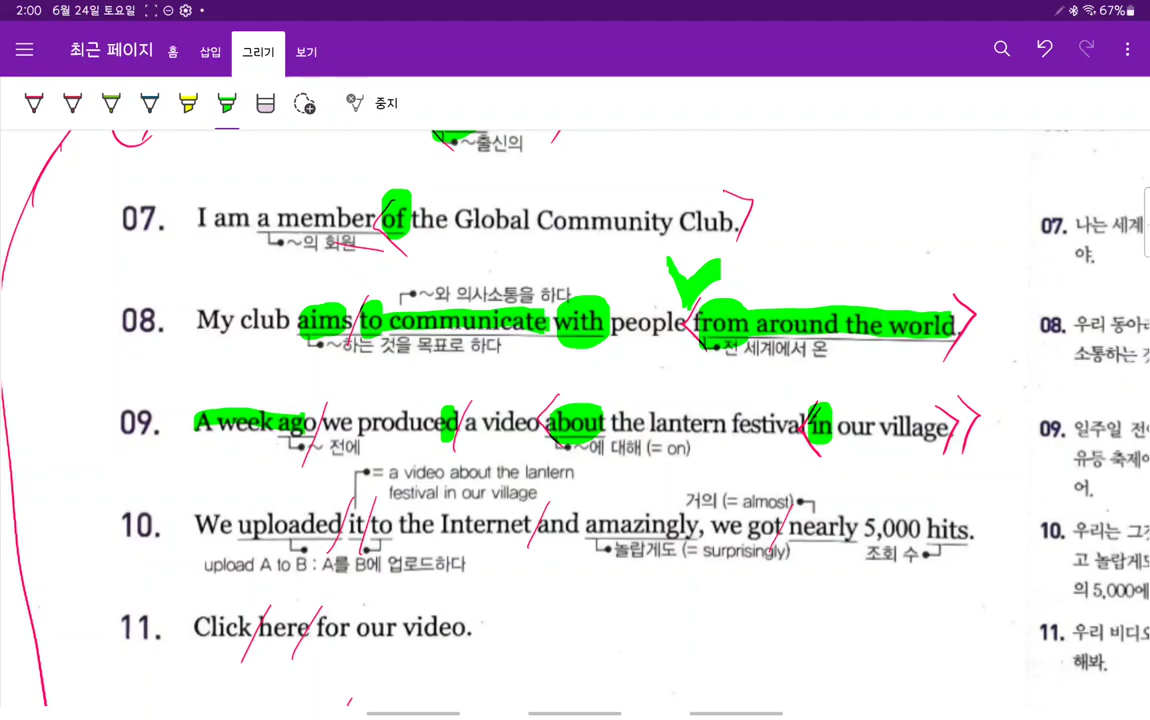 2:00 6월 24일 토요일 67%
최근 페이지 홈 삽입 그리기 보기
중지
~출신의
07. I am a member of the Global Community Club.
~의 회원
07. 나는 세계
야.
~와 의사소통을 하다
08. My club aims to communicate with people from around the world.
~하는 것을 목표로 하다 전 세계에서 온
08. 우리 동아리
소통하는 것
09. A week ago we produced a video about the lantern festival in our village.
~ 전에 ~에 대해 (= on)
09. 일주일 전에
유등 축제에
어.
= a video about the lantern
festival in our village
거의 (= almost)
10. We uploaded it to the Internet and amazingly, we got nearly 5,000 hits.
upload A to B : A를 B에 업로드하다 놀랍게도 (= surprisingly) 조회 수
10. 우리는 그것
고 놀랍게도
의 5,000에
11. Click here for our video.
11. 우리 비디오
해봐.